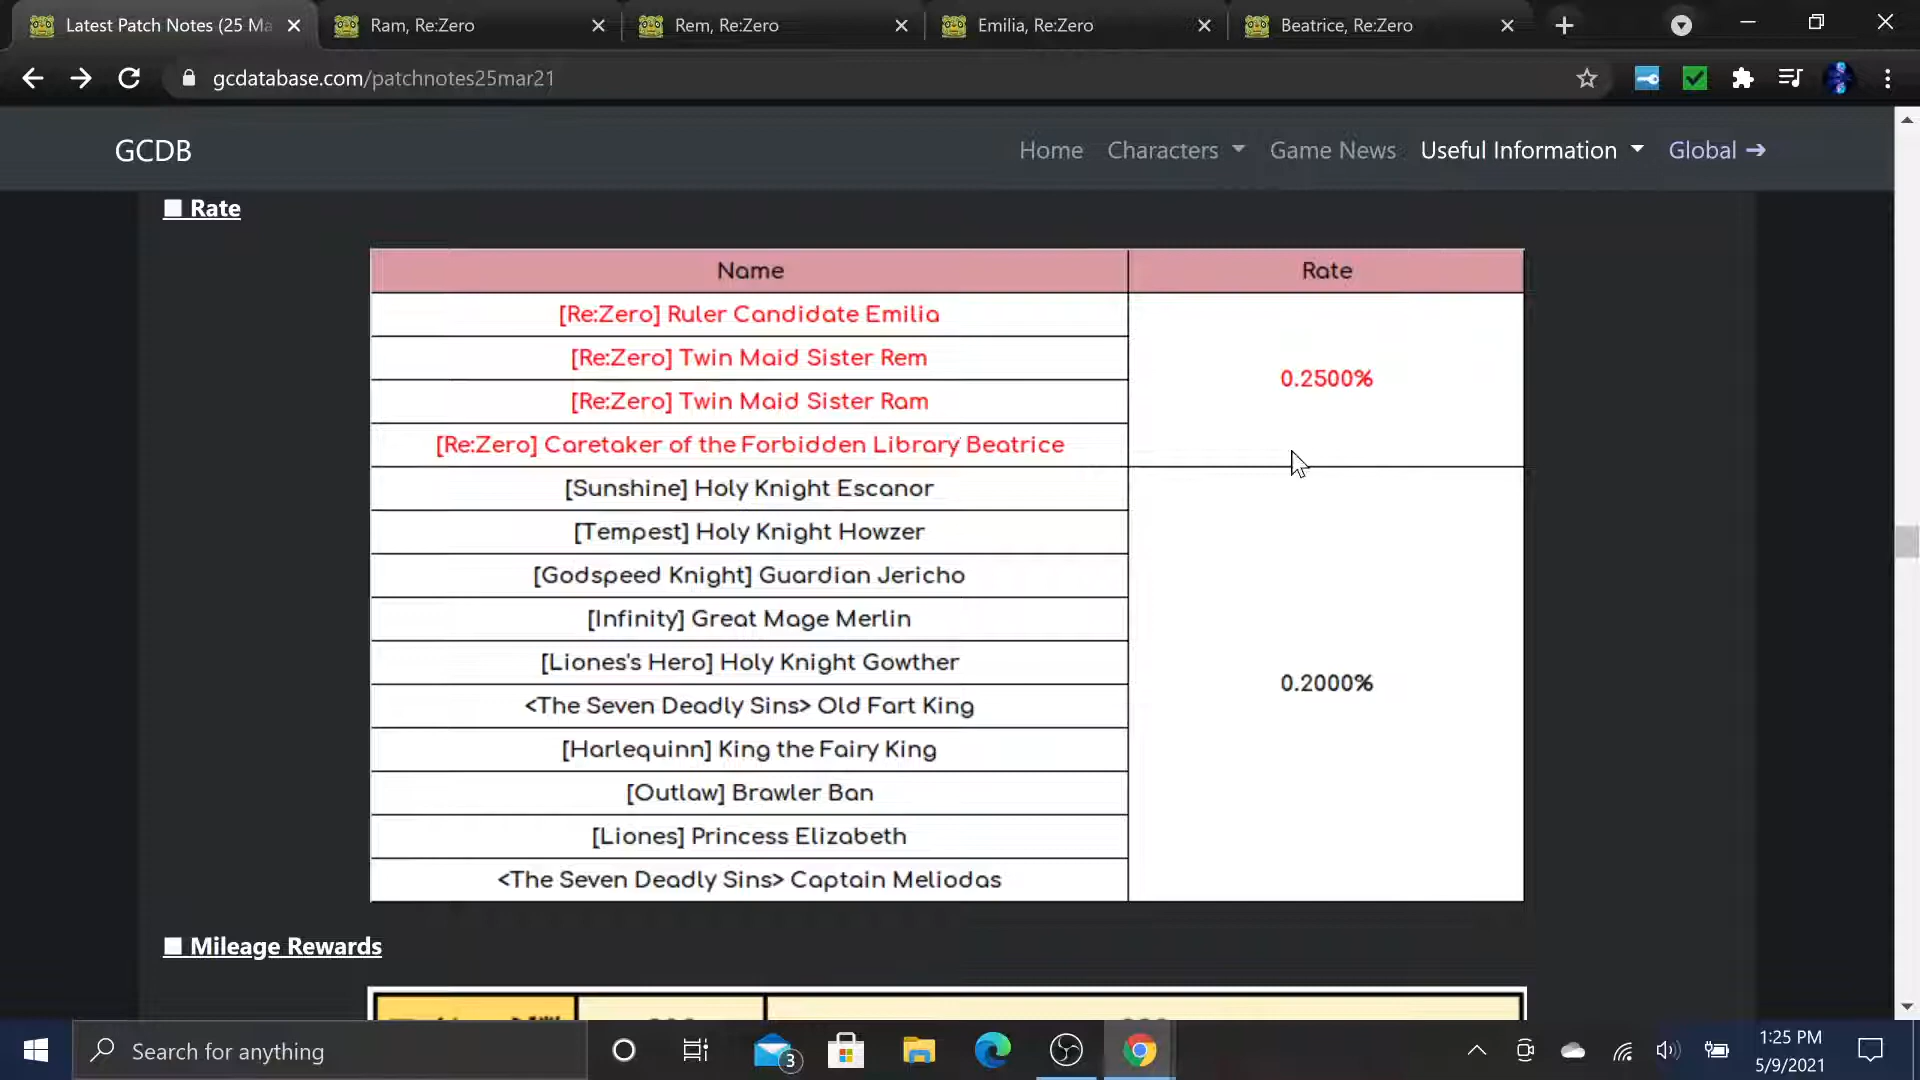 Latest Patch Notes (25 Ma
Ram, Re:Zero
Rem, Re:Zero
Emilia, Re:Zero
Beatrice, Re:Zero
gcdatabase.com/patchnotes25mar21
GCDB
Home
Characters
Game News
Useful Information
Global →
■ Rate
Name
Rate
[Re:Zero] Ruler Candidate Emilia
[Re:Zero] Twin Maid Sister Rem
0.2500%
[Re:Zero] Twin Maid Sister Ram
[Re:Zero] Caretaker of the Forbidden Library Beatrice
[Sunshine] Holy Knight Escanor
[Tempest] Holy Knight Howzer
[Godspeed Knight] Guardian Jericho
[Infinity] Great Mage Merlin
[Liones's Hero] Holy Knight Gowther
0.2000%
<The Seven Deadly Sins> Old Fart King
[Harlequinn] King the Fairy King
[Outlaw] Brawler Ban
[Liones] Princess Elizabeth
<The Seven Deadly Sins> Captain Meliodas
■ Mileage Rewards
Search for anything
3
1:25 PM
5/9/2021